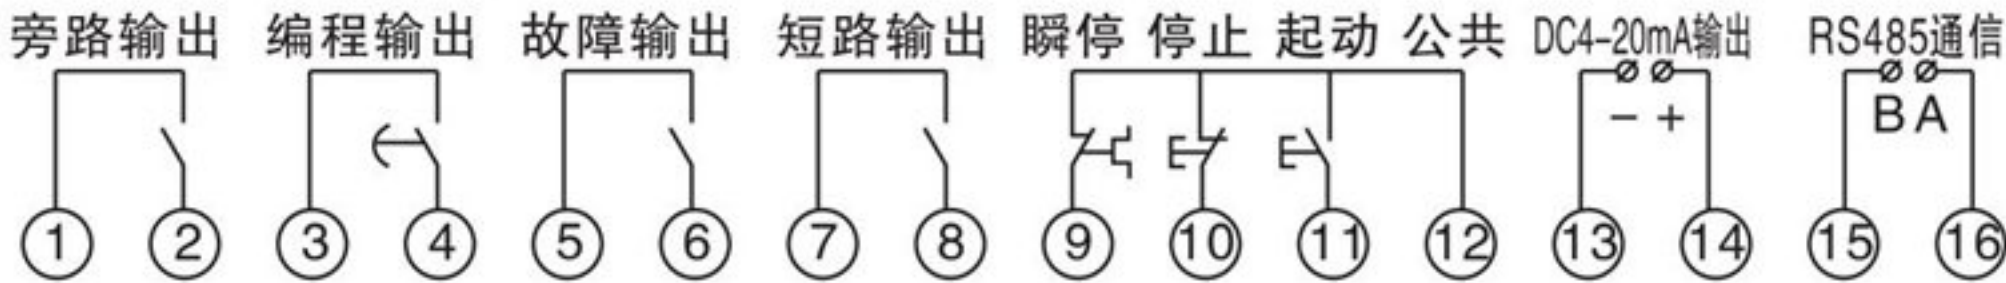 旁路输出 编程输出 故障输出 短路输出 瞬停 停止 起动 公共 DC4-20mA输出 RS485通信
- + B A
1 2 3 4 5 6 7 8 9 10 11 12 13 14 15 16